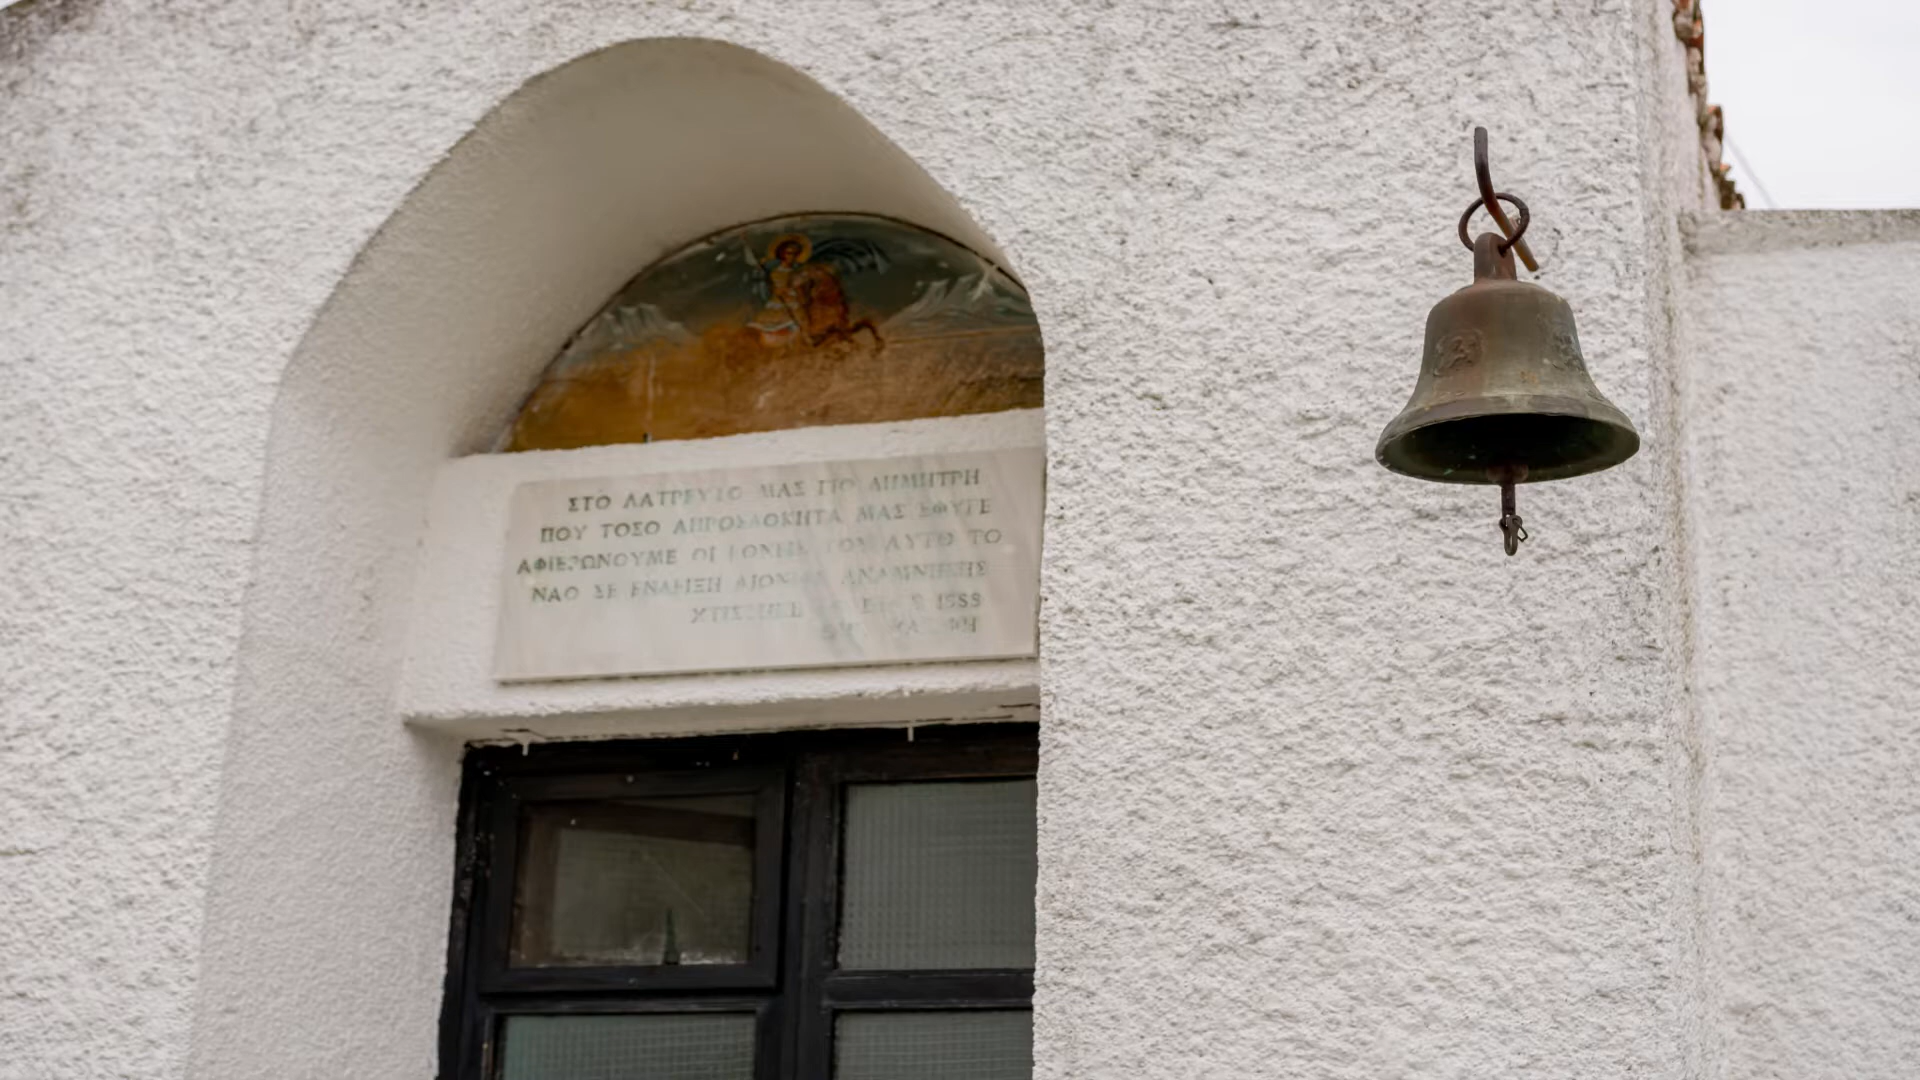 ΣΤΟ ΛΑΤΡΕΥΤΟ ΜΑΣ ΓΙΟ ΔΗΜΗΤΡΗ
ΠΟΥ ΤΟΣΟ ΑΠΡΟΣΔΟΚΗΤΑ ΜΑΣ ΕΦΥΓΕ
ΑΦΙΕΡΩΝΟΥΜΕ ΟΙ ΓΟΝΕΙΣ ΤΟΥ ΑΥΤΟ ΤΟ
ΝΑΟ ΣΕ ΕΝΔΕΙΞΗ ΑΙΩΝΙΑΣ ΑΝΑΜΝΗΣΗΣ
1988